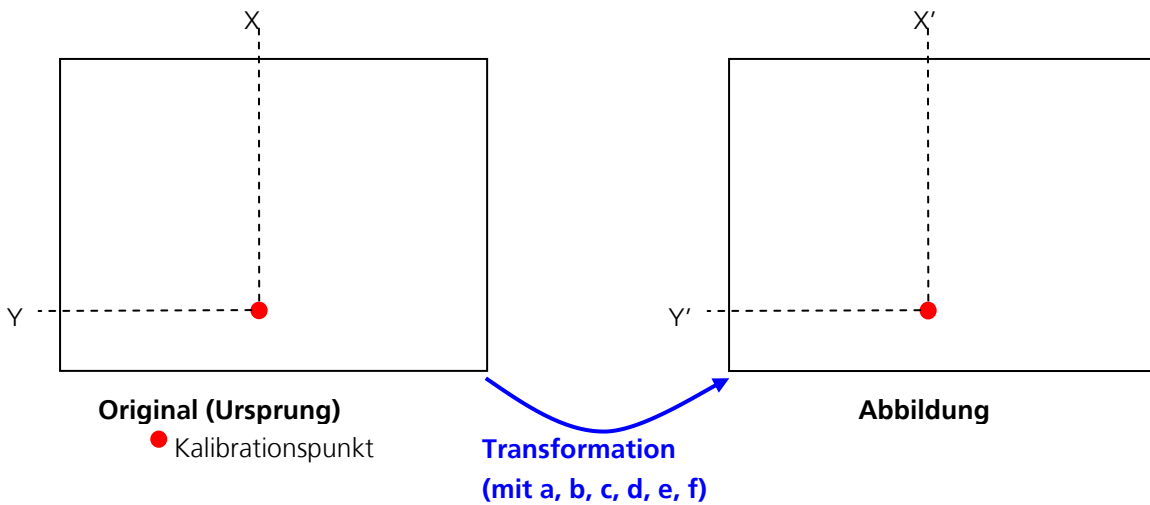 X
X'
Y
Y'
Original (Ursprung)
Abbildung
Kalibrationspunkt
Transformation
(mit a, b, c, d, e, f)